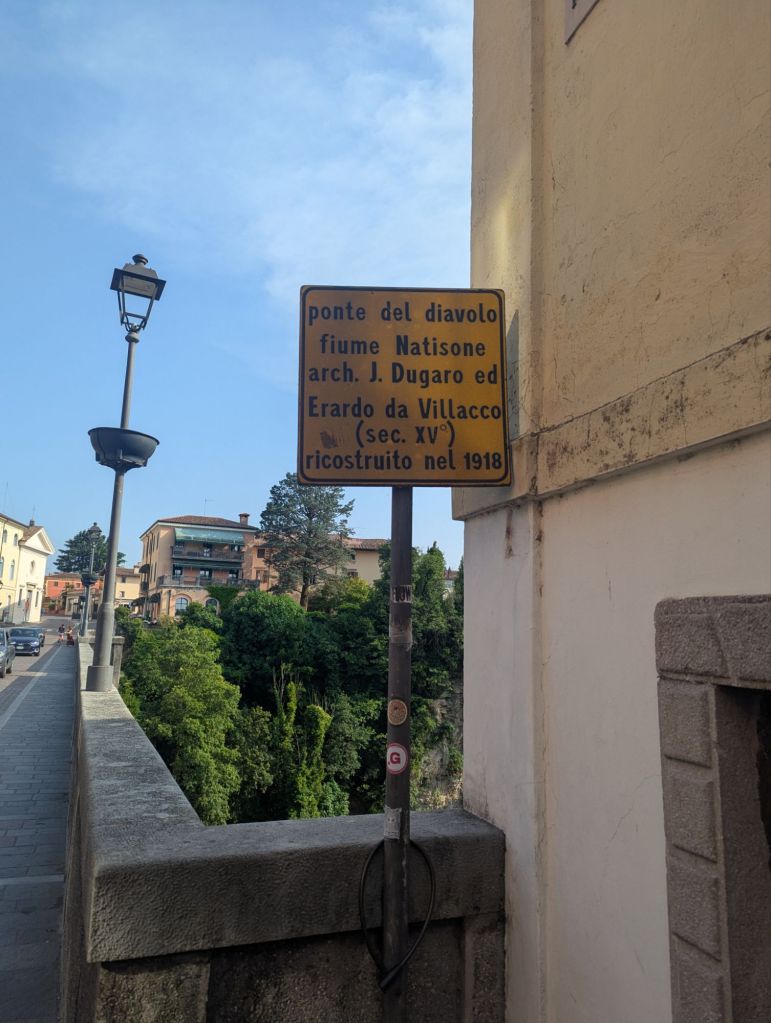 ponte del diavolo
fiume Natisone
arch. J. Dugaro ed
Erardo da Villacco
(sec. XV°)
ricostruito nel 1918
.G